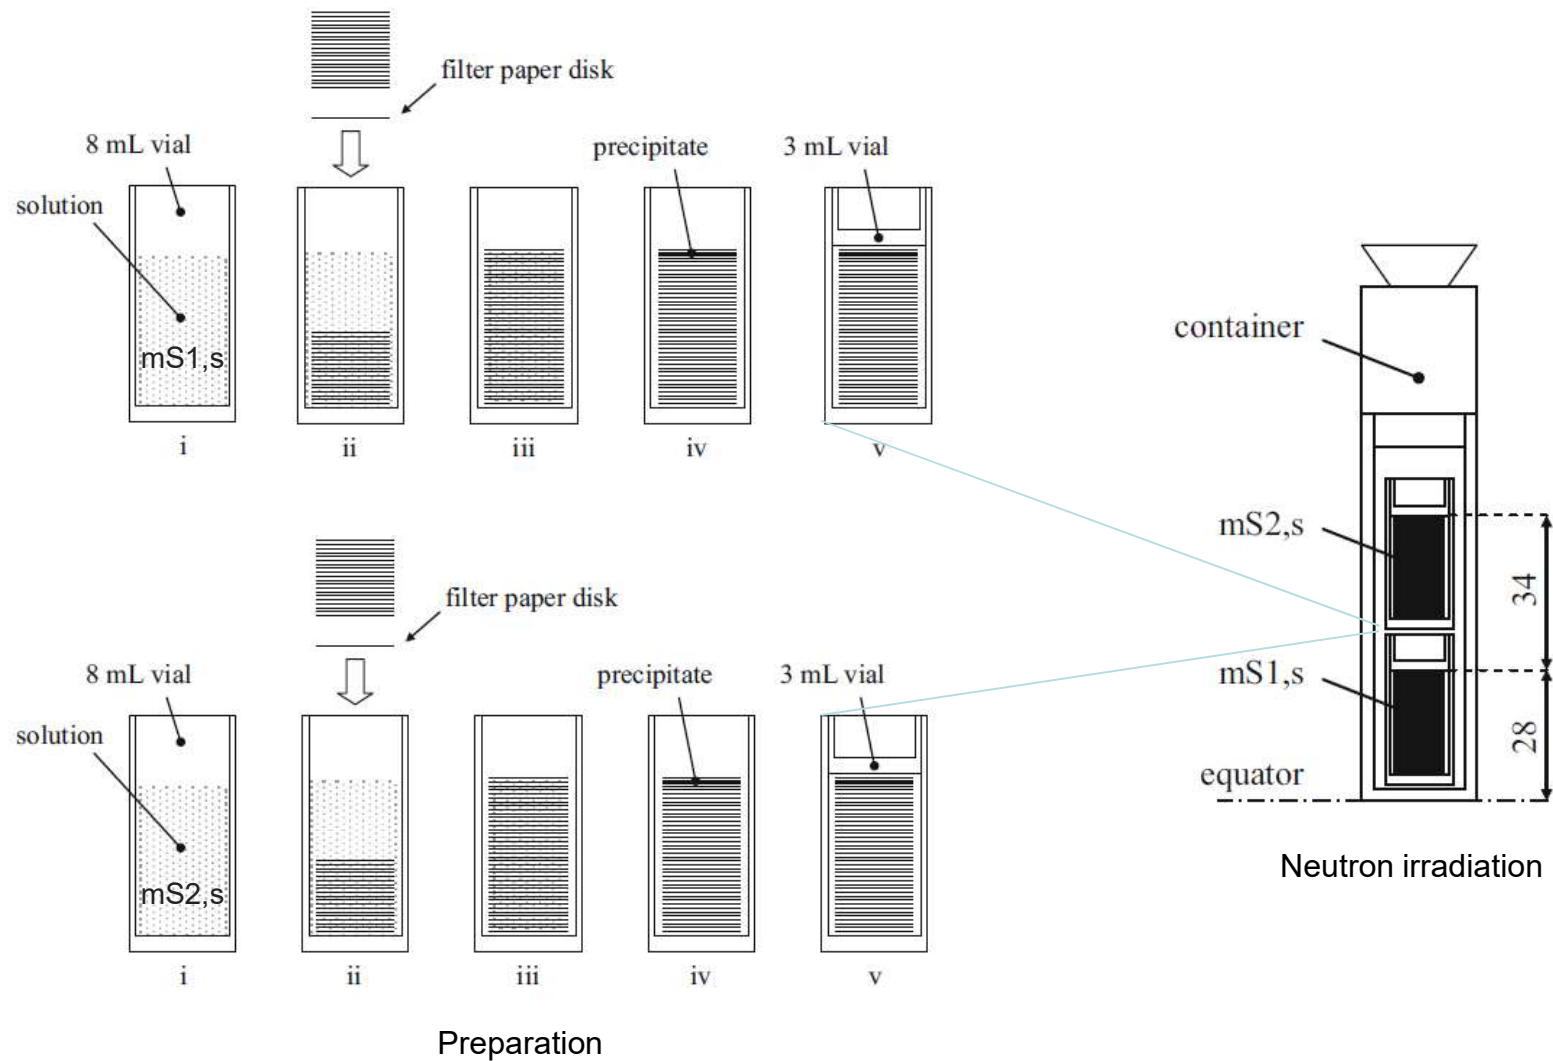 filter paper disk
8 mL vial
precipitate
3 mL vial
solution
mS1,s
i
ii
iii
iv
v
container
mS2,s
34
mS1,s
28
equator
Neutron irradiation
filter paper disk
8 mL vial
precipitate
3 mL vial
solution
mS2,s
i
ii
iii
iv
v
Preparation